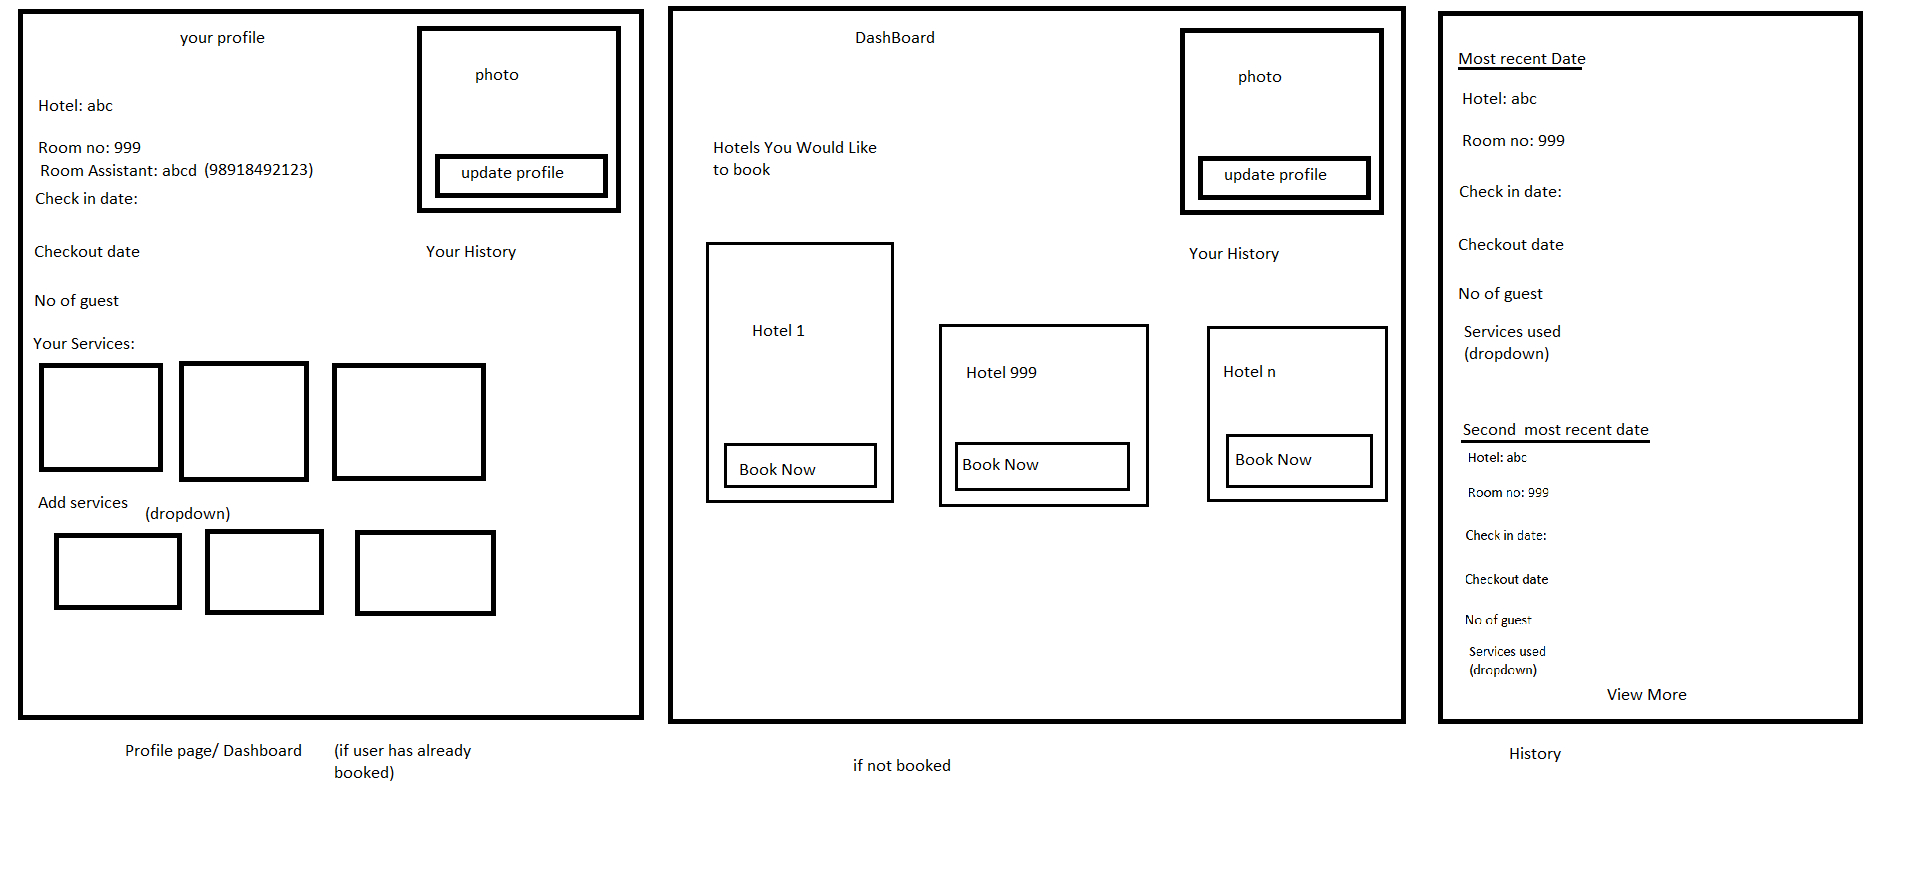 your profile
photo
Hotel: abc
Room no: 999
Room Assistant: abcd (98918492123)
update profile
Check in date:
Checkout date
Your History
No of guest
Your Services:
Add services
(dropdown)
Profile page/ Dashboard
(if user has already
booked)
DashBoard
photo
Hotels You Would Like
to book
update profile
Your History
Hotel 1
Hotel 999
Hotel n
Book Now
Book Now
Book Now
if not booked
Most recent Date
Hotel: abc
Room no: 999
Check in date:
Checkout date
No of guest
Services used
(dropdown)
Second most recent date
Hotel: abc
Room no: 999
Check in date:
Checkout date
No of guest
Services used
(dropdown)
View More
History